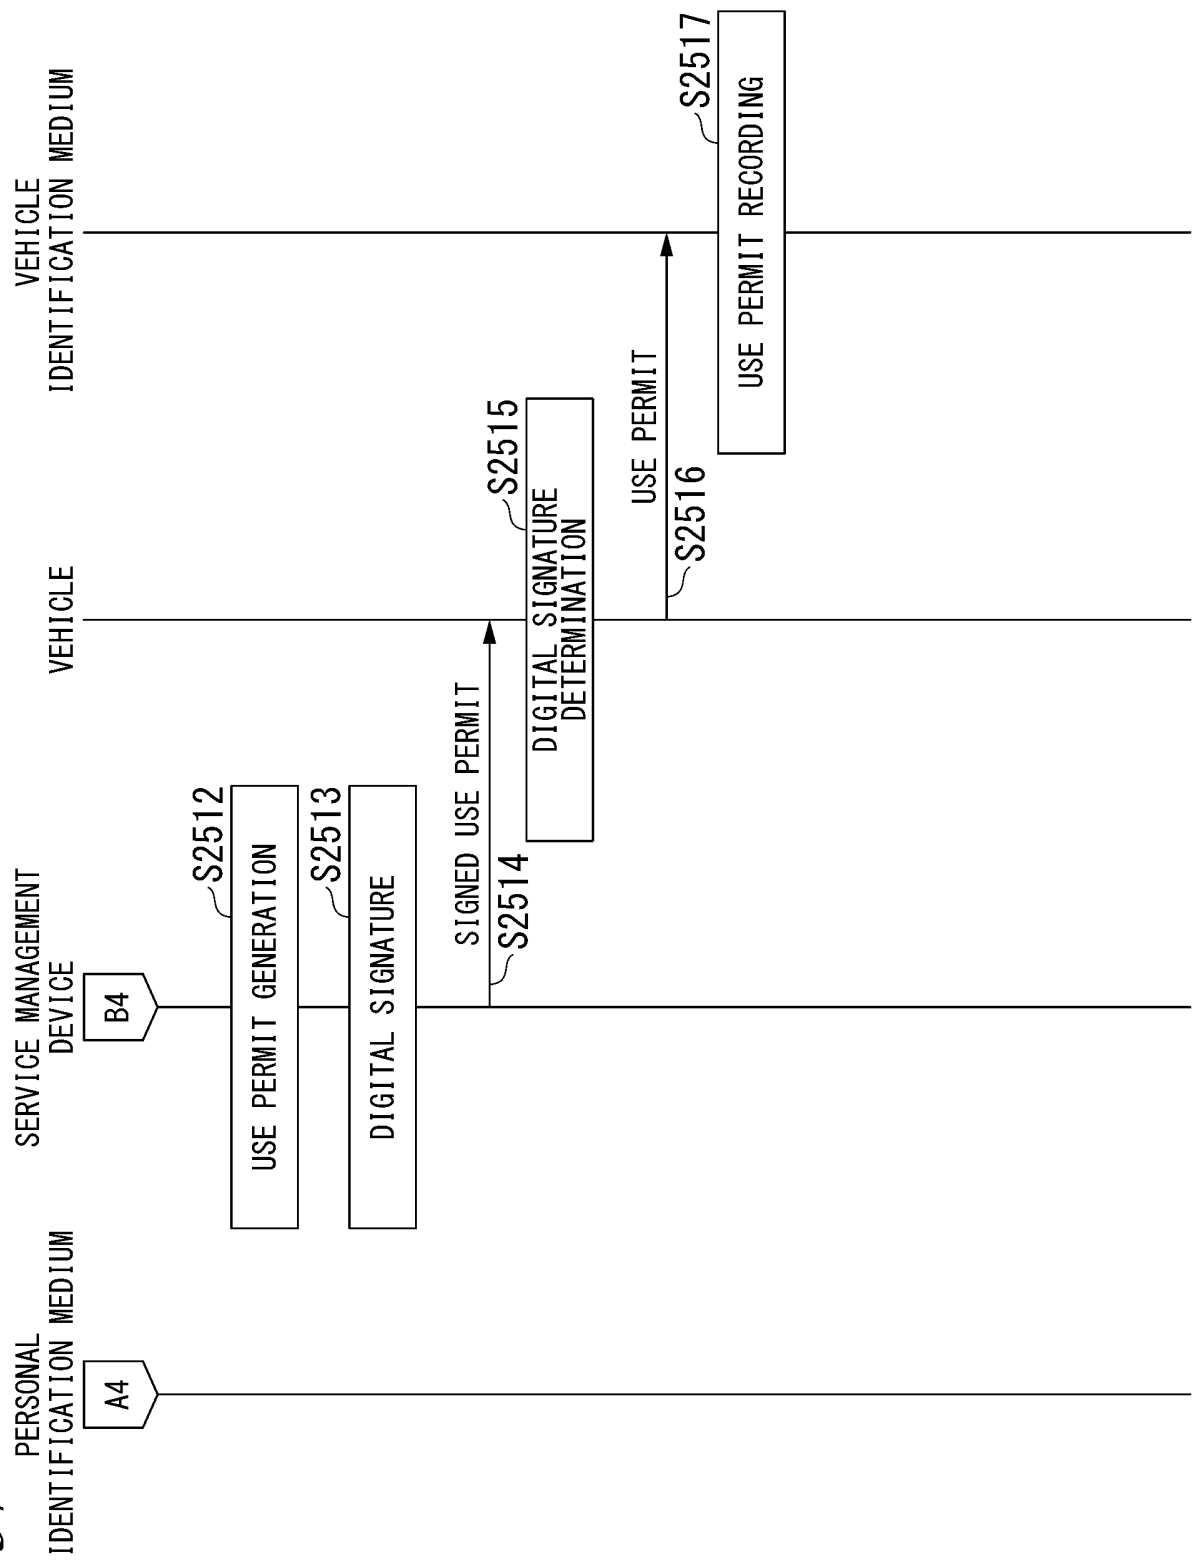 PERSONAL
IDENTIFICATION MEDIUM
SERVICE MANAGEMENT
DEVICE
VEHICLE
VEHICLE
IDENTIFICATION MEDIUM
A4
B4
S2512
USE PERMIT GENERATION
S2513
DIGITAL SIGNATURE
SIGNED USE PERMIT
S2514
S2515
DIGITAL SIGNATURE
DETERMINATION
USE PERMIT
S2516
S2517
USE PERMIT RECORDING